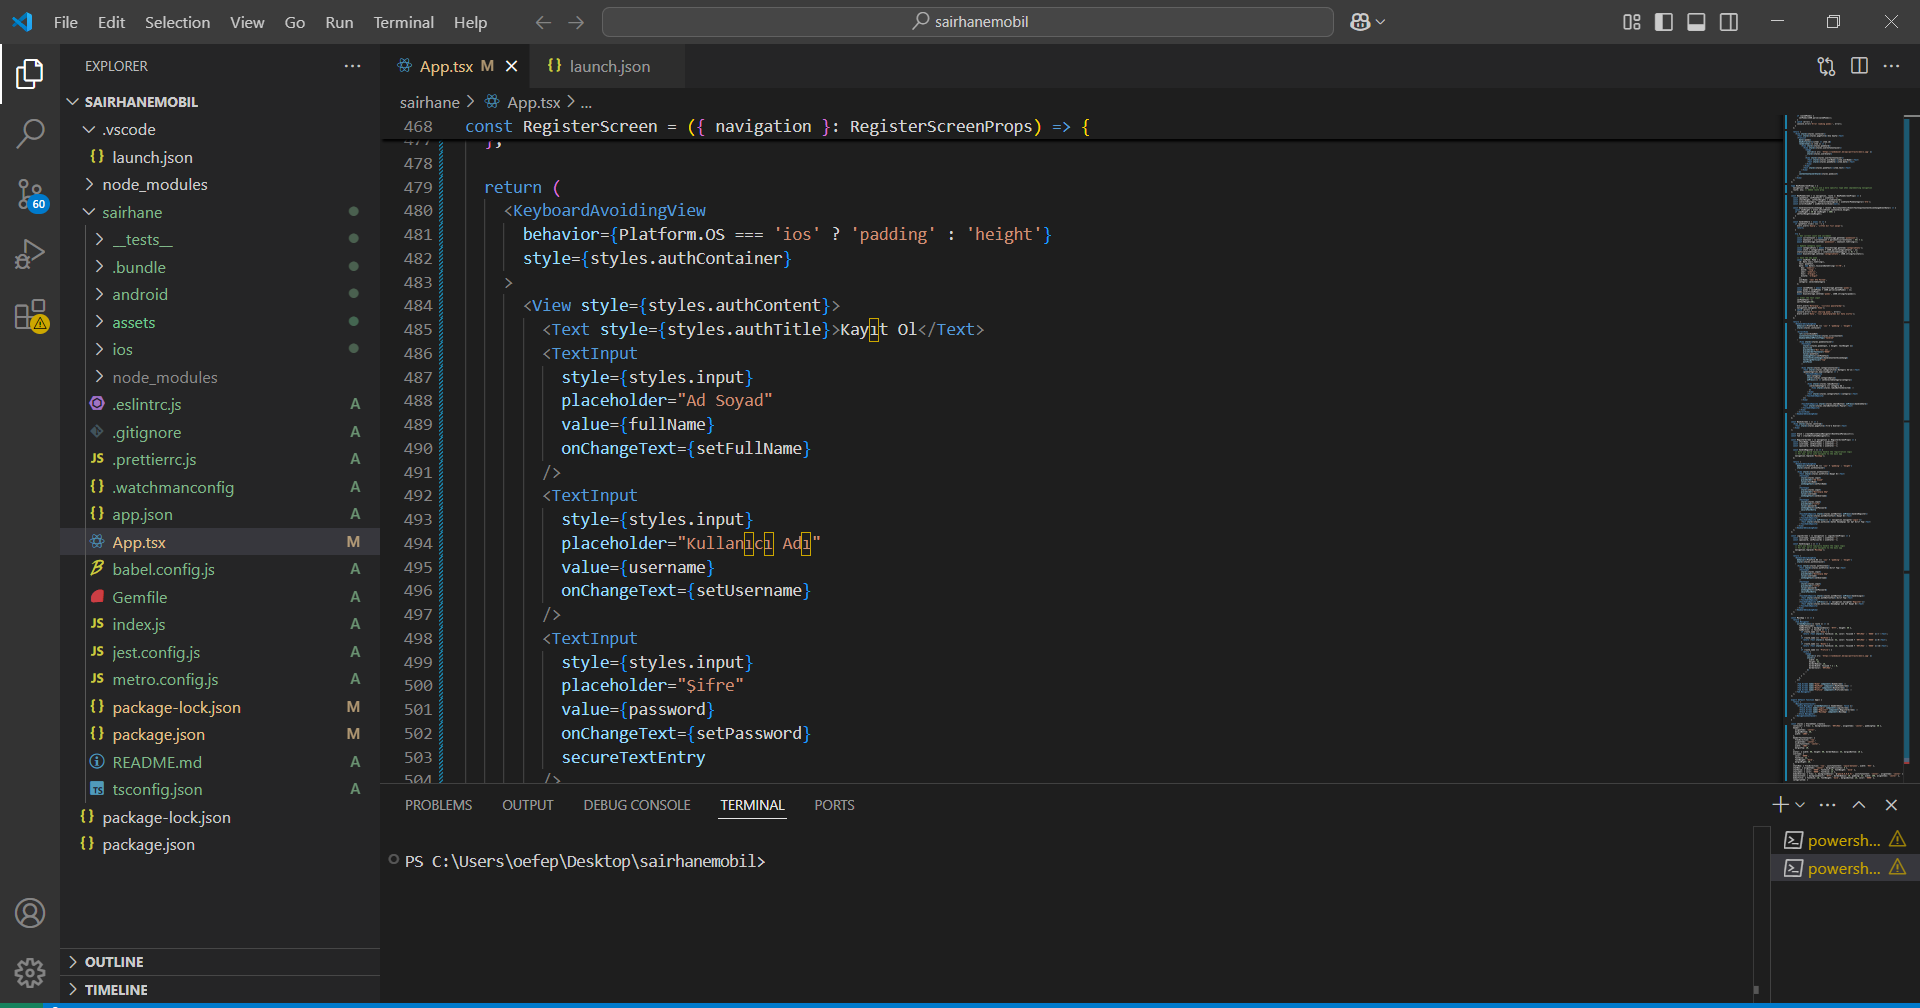 File Edit Selection View Go Run Terminal Help
sairhanemobil
EXPLORER
SAIRHANEMOBIL
.vscode
launch.json
node_modules
sairhane
__tests__
.bundle
android
assets
ios
node_modules
.eslintrc.js A
.gitignore A
.prettierrc.js A
.watchmanconfig A
app.json A
App.tsx M
babel.config.js A
Gemfile A
index.js A
jest.config.js A
metro.config.js A
package-lock.json M
package.json M
README.md A
tsconfig.json A
package-lock.json
package.json
OUTLINE
TIMELINE
60
App.tsx M
launch.json
sairhane > App.tsx > ...
468 const RegisterScreen = ({ navigation }: RegisterScreenProps) => {
477 };
478
479 return (
480 <KeyboardAvoidingView
481 behavior={Platform.OS === 'ios' ? 'padding' : 'height'}
482 style={styles.authContainer}
483 >
484 <View style={styles.authContent}>
485 <Text style={styles.authTitle}>Kayıt Ol</Text>
486 <TextInput
487 style={styles.input}
488 placeholder="Ad Soyad"
489 value={fullName}
490 onChangeText={setFullName}
491 />
492 <TextInput
493 style={styles.input}
494 placeholder="Kullanıcı Adı"
495 value={username}
496 onChangeText={setUsername}
497 />
498 <TextInput
499 style={styles.input}
500 placeholder="Şifre"
501 value={password}
502 onChangeText={setPassword}
503 secureTextEntry
504 />
PROBLEMS OUTPUT DEBUG CONSOLE TERMINAL PORTS
PS C:\Users\oefep\Desktop\sairhanemobil>
powersh...
powersh...